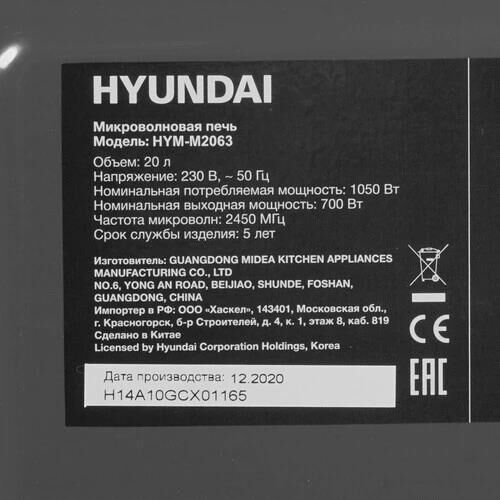 HYUNDAI
Микроволновая печь
Модель: HYM-M2063
Объем: 20 л
Напряжение: 230 В, ~ 50 Гц
Номинальная потребляемая мощность: 1050 Вт
Номинальная выходная мощность: 700 Вт
Частота микроволн: 2450 МГц
Срок службы изделия: 5 лет
Изготовитель: GUANGDONG MIDEA KITCHEN APPLIANCES
MANUFACTURING CO., LTD
NO.6, YONG AN ROAD, BEIJIAO, SHUNDE, FOSHAN,
GUANGDONG, CHINA
Импортер в РФ: ООО «Хаскел», 143401, Московская обл.,
г. Красногорск, б-р Строителей, д. 4, к. 1, этаж 8, каб. 819
Сделано в Китае
Licensed by Hyundai Corporation Holdings, Korea
CE
EAC
Дата производства: 12.2020
H14A10GCX01165